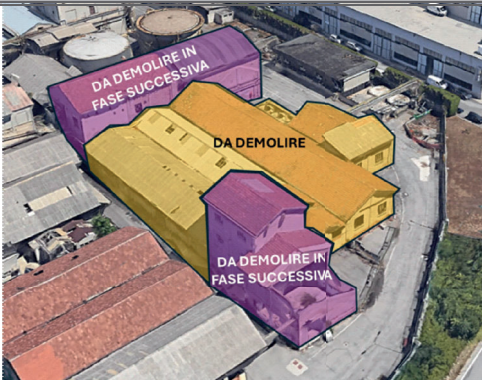 DA DEMOLIRE IN
FASE SUCCESSIVA
DA DEMOLIRE
DA DEMOLIRE IN
FASE SUCCESSIVA